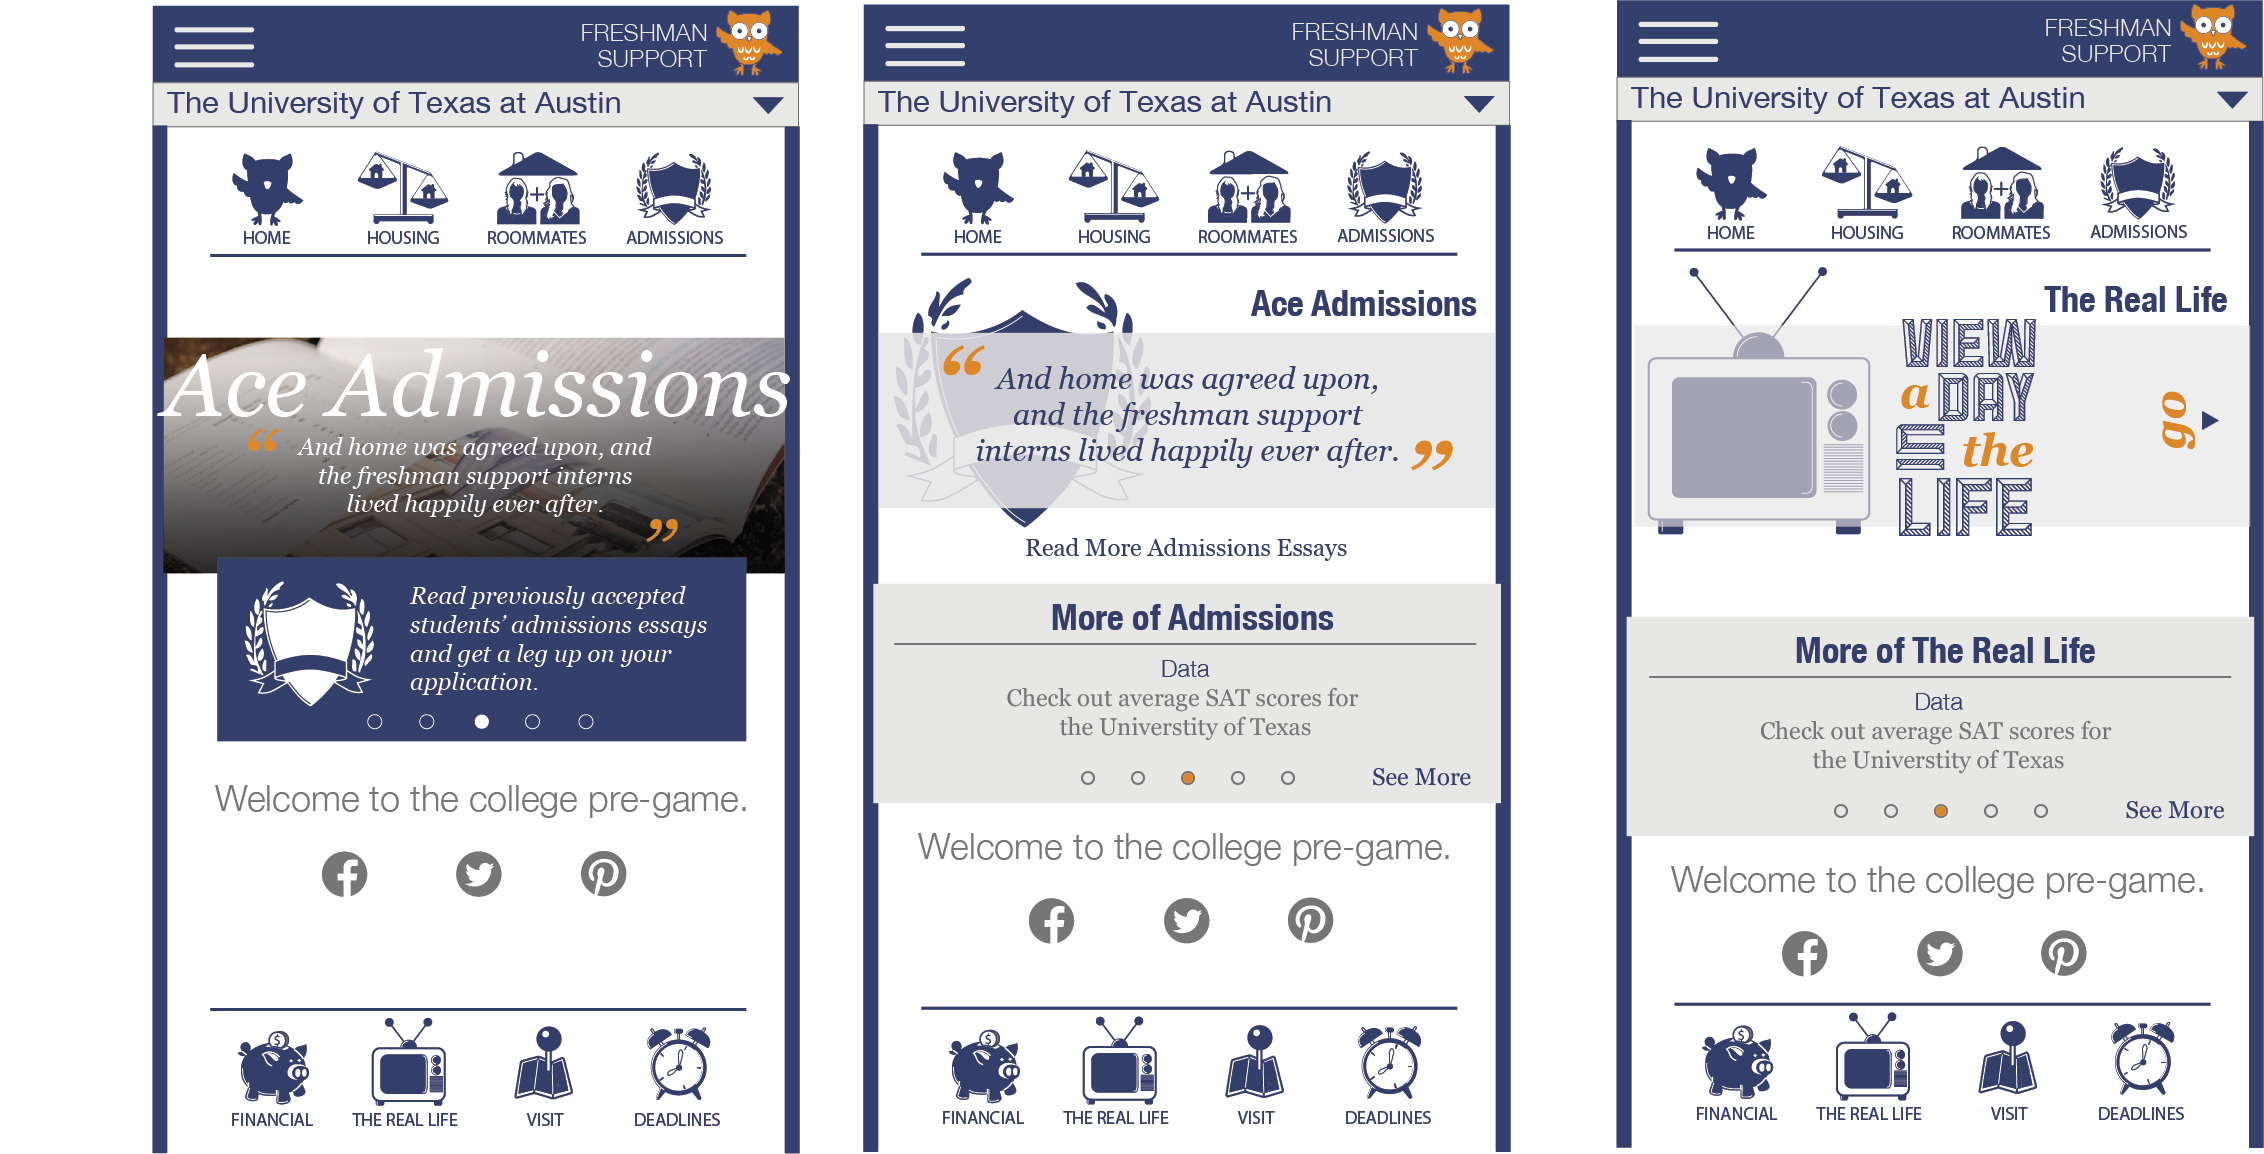 FRESHMAN
SUPPORT
The University of Texas at Austin
HOME HOUSING ROOMMATES ADMISSIONS
Ace Admissions
“ And home was agreed upon, and
the freshman support interns
lived happily ever after.
”
Read previously accepted
students’ admissions essays
and get a leg up on your
application.
Welcome to the college pre-game.
$
FINANCIAL THE REAL LIFE VISIT DEADLINES
FRESHMAN
SUPPORT
The University of Texas at Austin
HOME HOUSING ROOMMATES ADMISSIONS
Ace Admissions
“ And home was agreed upon,
and the freshman support
interns lived happily ever after. ”
Read More Admissions Essays
More of Admissions
Data
Check out average SAT scores for
the Universtity of Texas
See More
Welcome to the college pre-game.
$
FINANCIAL THE REAL LIFE VISIT DEADLINES
FRESHMAN
SUPPORT
The University of Texas at Austin
HOME HOUSING ROOMMATES ADMISSIONS
The Real Life
VIEW
a DAY
IN the
LIFE
go
More of The Real Life
Data
Check out average SAT scores for
the Universtity of Texas
See More
Welcome to the college pre-game.
$
FINANCIAL THE REAL LIFE VISIT DEADLINES